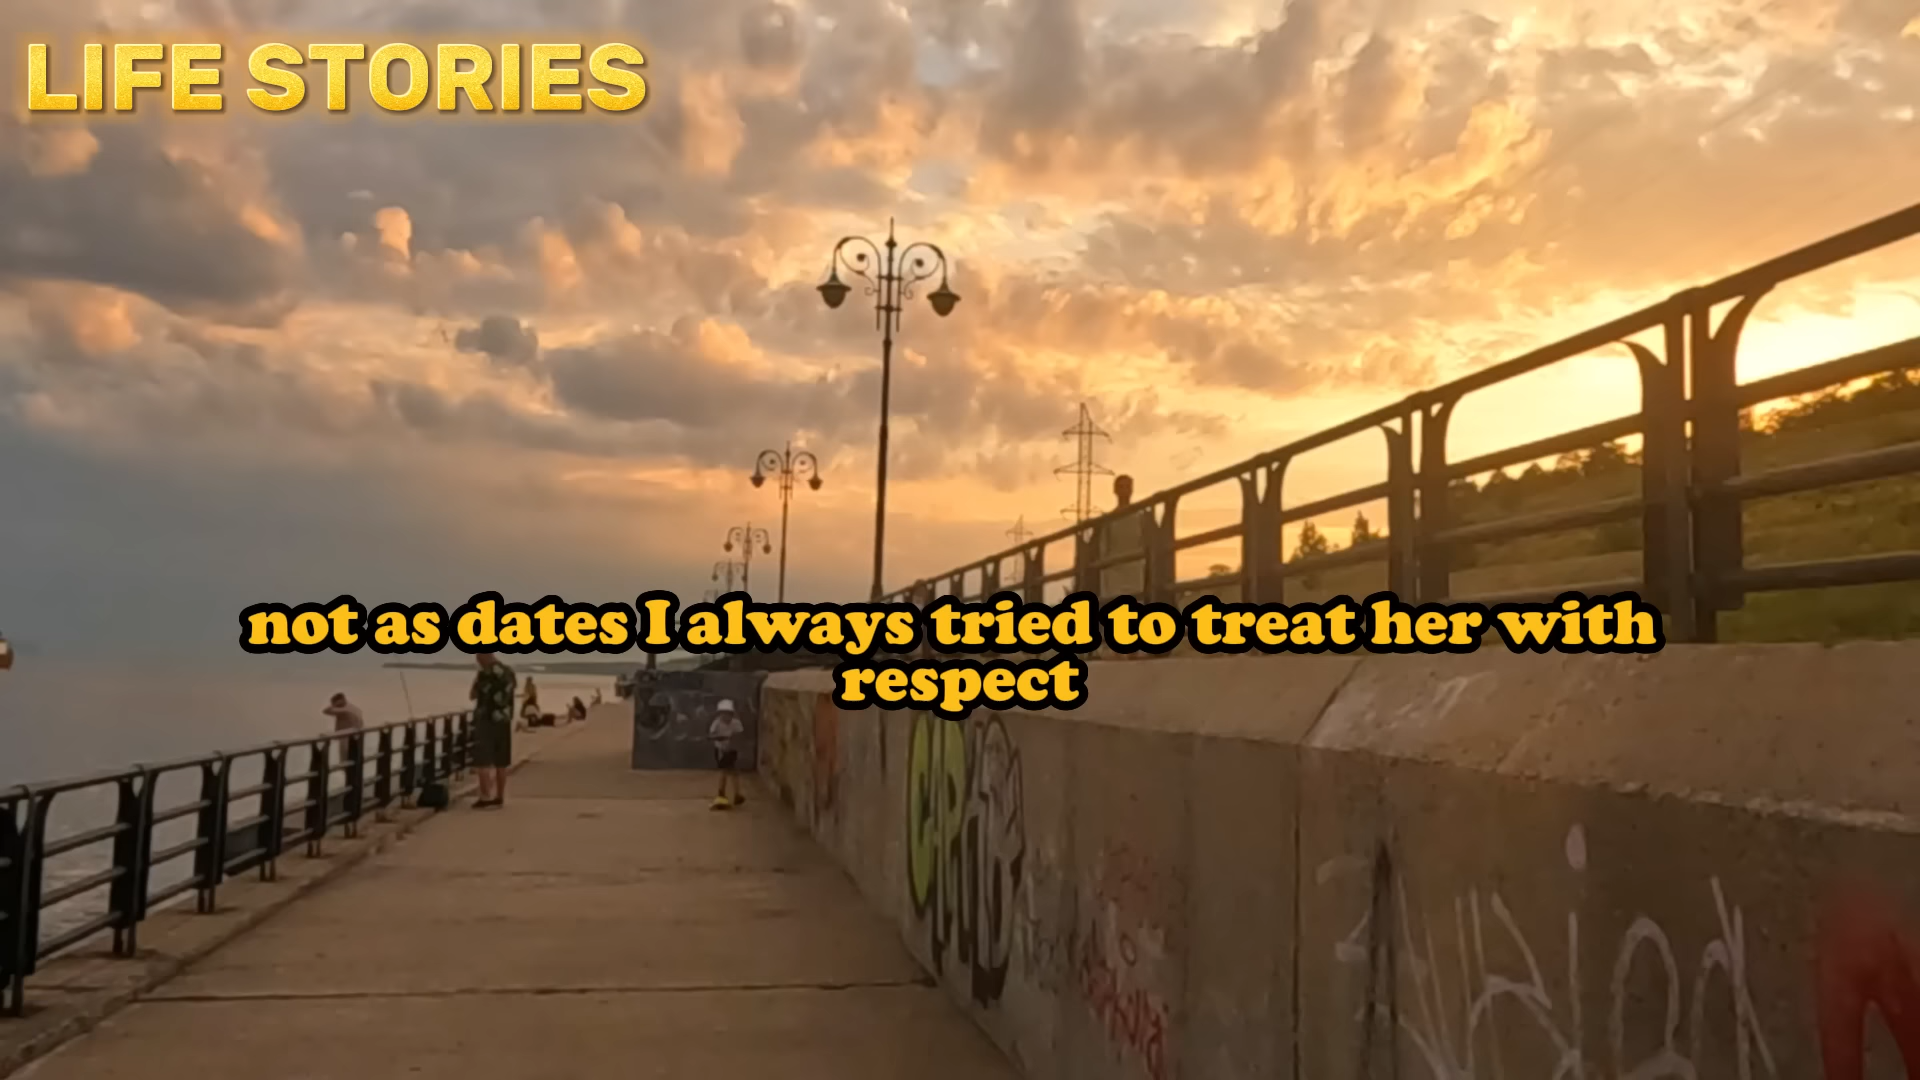 LIFE STORIES
not as dates I always tried to treat her with
respect